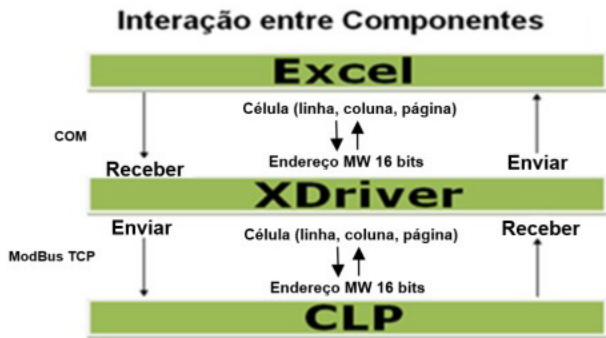 Interação entre Componentes
Excel
Célula (linha, coluna, página)
COM
Endereço MW 16 bits
Receber
Enviar
XDriver
Enviar
Receber
Célula (linha, coluna, página)
ModBus TCP
Endereço MW 16 bits
CLP